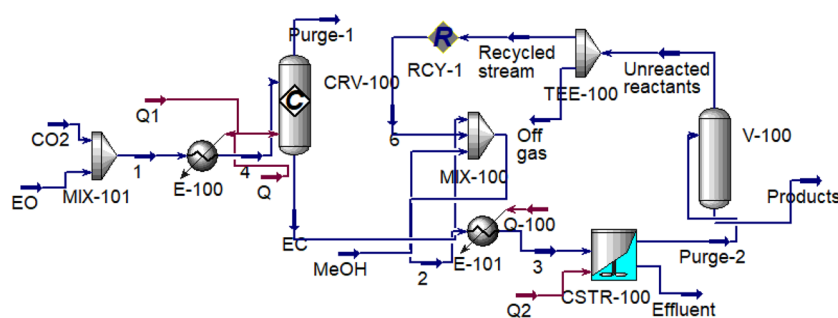 Purge-1
CRV-100
C
R
RCY-1
Recycled
stream
TEE-100
Unreacted
reactants
V-100
Q1
CO2
MIX-101
1
E-100
4
Q
EO
6
MIX-100
Off
gas
Products
EC
MeOH
2
E-101
Q-100
3
CSTR-100
Purge-2
Q2
Effluent